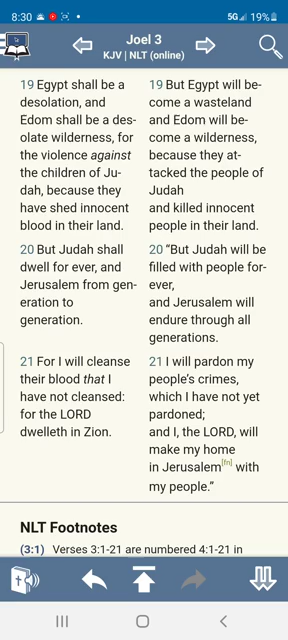 8:30
5G 19%
Joel 3
KJV | NLT (online)
19 Egypt shall be a
desolation, and
Edom shall be a des-
olate wilderness, for
the violence against
the children of Ju-
dah, because they
have shed innocent
blood in their land.
20 But Judah shall
dwell for ever, and
Jerusalem from gen-
eration to
generation.
21 For I will cleanse
their blood that I
have not cleansed:
for the LORD
dwelleth in Zion.
19 But Egypt will be-
come a wasteland
and Edom will be-
come a wilderness,
because they at-
tacked the people of
Judah
and killed innocent
people in their land.
20 “But Judah will be
filled with people for-
ever,
and Jerusalem will
endure through all
generations.
21 I will pardon my
people’s crimes,
which I have not yet
pardoned;
and I, the LORD, will
make my home
in Jerusalem[fn] with
my people.”
NLT Footnotes
(3:1) Verses 3:1-21 are numbered 4:1-21 in